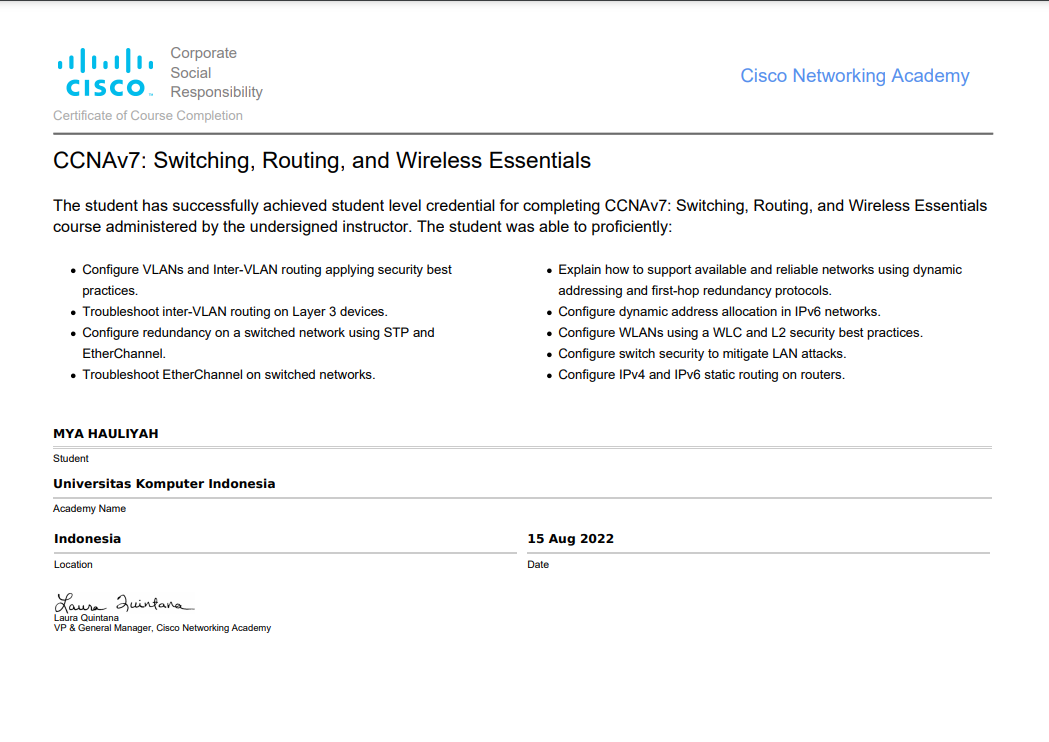 Corporate
Social
Responsibility
CISCO™
Cisco Networking Academy
Certificate of Course Completion
CCNAv7: Switching, Routing, and Wireless Essentials
The student has successfully achieved student level credential for completing CCNAv7: Switching, Routing, and Wireless Essentials
course administered by the undersigned instructor. The student was able to proficiently:
• Configure VLANs and Inter-VLAN routing applying security best
practices.
• Troubleshoot inter-VLAN routing on Layer 3 devices.
• Configure redundancy on a switched network using STP and
EtherChannel.
• Troubleshoot EtherChannel on switched networks.
• Explain how to support available and reliable networks using dynamic
addressing and first-hop redundancy protocols.
• Configure dynamic address allocation in IPv6 networks.
• Configure WLANs using a WLC and L2 security best practices.
• Configure switch security to mitigate LAN attacks.
• Configure IPv4 and IPv6 static routing on routers.
MYA HAULIYAH
Student
Universitas Komputer Indonesia
Academy Name
Indonesia
Location
15 Aug 2022
Date
Laura Quintana
Laura Quintana
VP & General Manager, Cisco Networking Academy